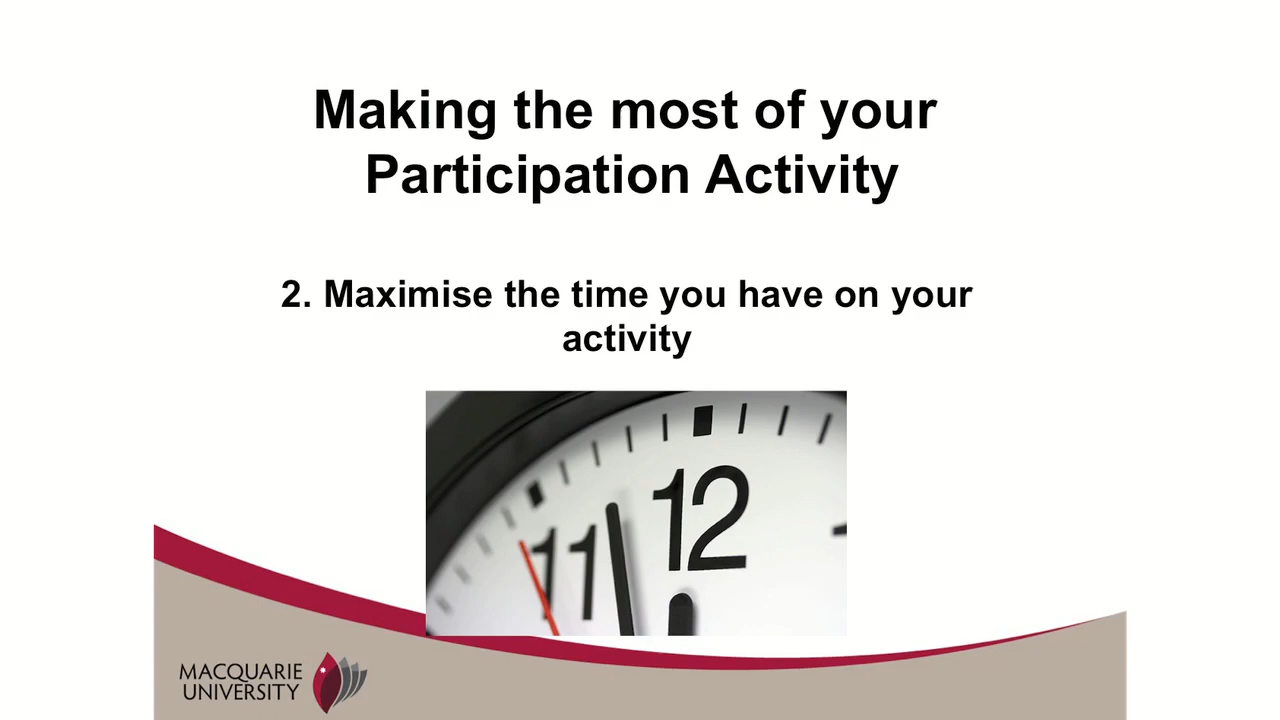 Making the most of your
Participation Activity
2. Maximise the time you have on your
activity
12
11
MACQUARIE
UNIVERSITY